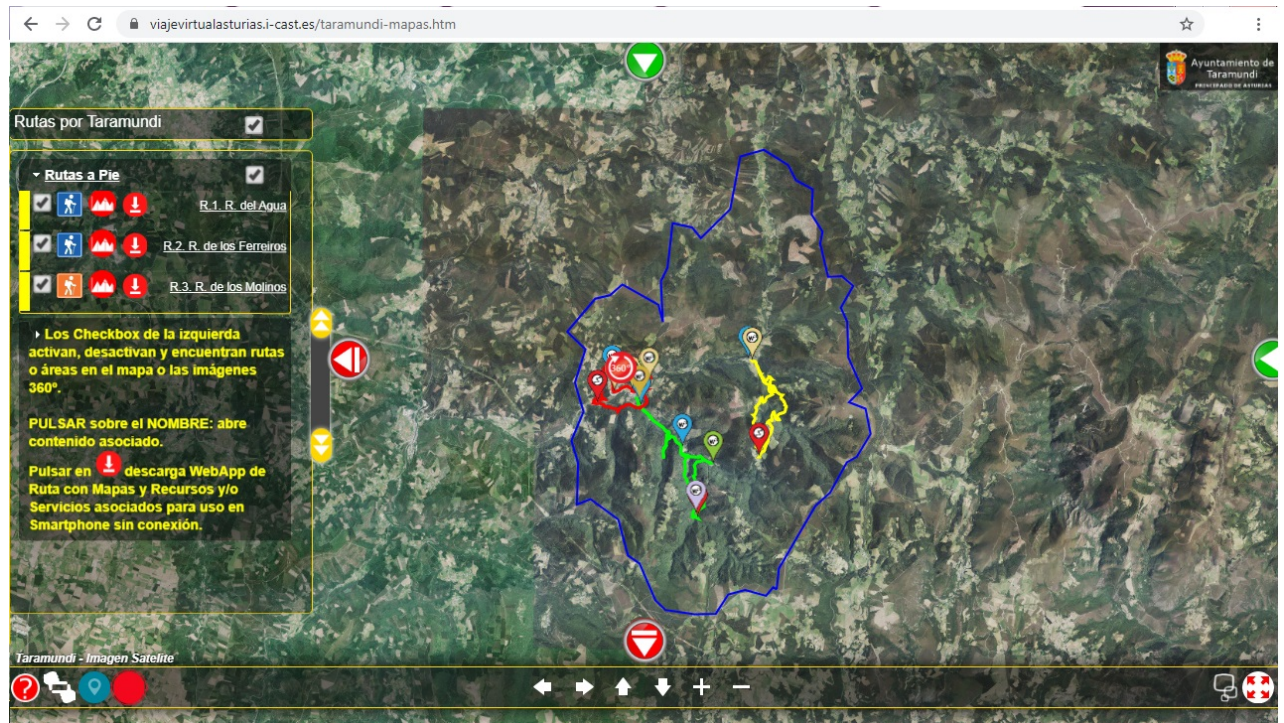 viajevirtualasturias.i-cast.es/taramundi-mapas.htm
Ayuntamiento de
Taramundi
PRINCIPADO DE ASTURIAS
Rutas por Taramundi
Rutas a Pie
R.1. R. del Agua
R.2. R. de los Ferreiros
R.3. R. de los Molinos
Los Checkbox de la izquierda
activan, desactivan y encuentran rutas
o áreas en el mapa o las imágenes
360º.
PULSAR sobre el NOMBRE: abre
contenido asociado.
Pulsar en descarga WebApp de
Ruta con Mapas y Recursos y/o
Servicios asociados para uso en
Smartphone sin conexión.
360º
Taramundi - Imagen Satelite
?